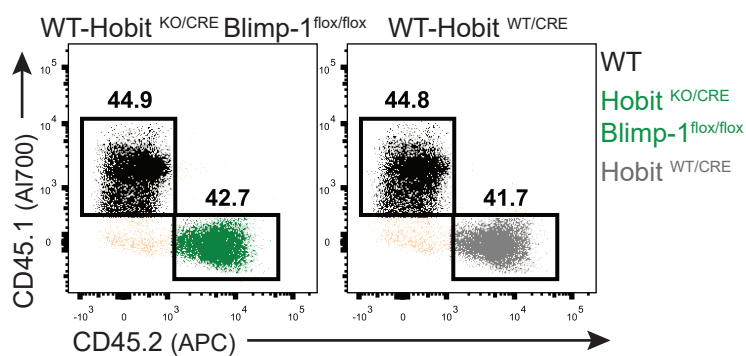 WT-Hobit KO/CRE Blimp-1flox/flox WT-Hobit WT/CRE
WT
Hobit KO/CRE
Blimp-1flox/flox
Hobit WT/CRE
CD45.1 (Al700)
10^5
10^4
10^3
0
44.9
42.7
10^5
10^4
10^3
0
44.8
41.7
-10^3 0 10^3 10^4 10^5
-10^3 0 10^3 10^4 10^5
CD45.2 (APC)